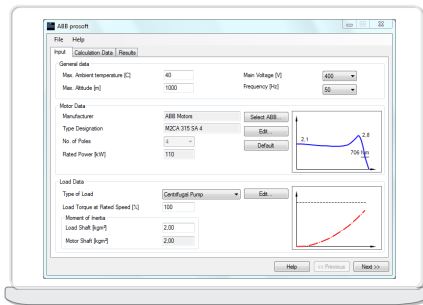 ABB prosoft
File Help
Input Calculation Data Results
General data
Max. Ambient temperature [C] 40 Main Voltage [V] 400
Max. Altitude [m] 1000 Frequency [Hz] 50
Motor Data
Manufacturer ABB Motors Select ABB...
Type Designation M2CA 315 SA 4 Edit...
No. of Poles 4 Default
Rated Power [kW] 110
2,1 2,8
706 Nm
Load Data
Type of Load Centrifugal Pump Edit...
Load Torque at Rated Speed [%] 100
Moment of Inertia
Load Shaft [kgm²] 2,00
Motor Shaft [kgm²] 2,00
Help << Previous Next >>